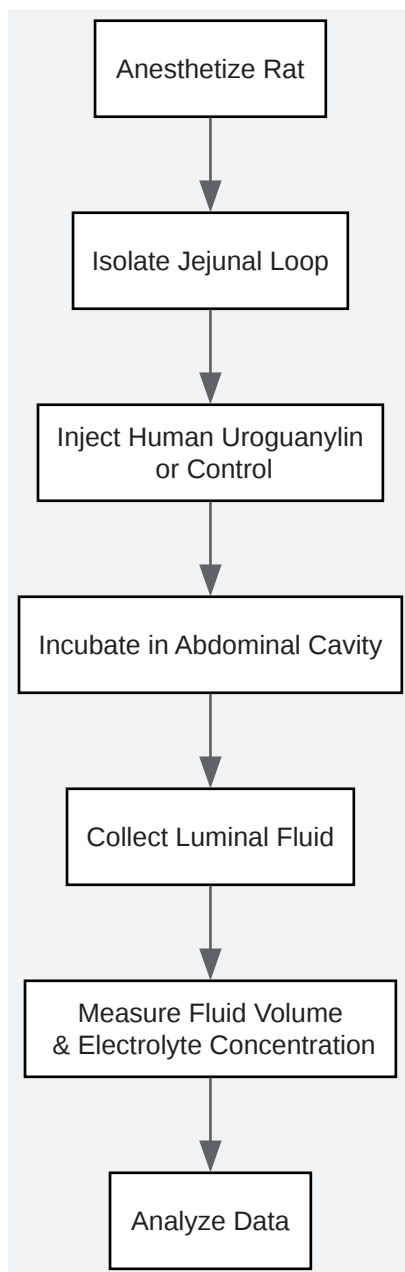 Anesthetize Rat
Isolate Jejunal Loop
Inject Human Uroguanylin
or Control
Incubate in Abdominal Cavity
Collect Luminal Fluid
Measure Fluid Volume
& Electrolyte Concentration
Analyze Data